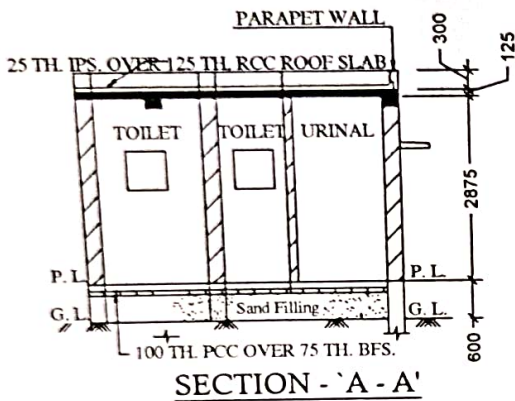 PARAPET WALL
300
125
25 TH. IPS. OVER 125 TH. RCC ROOF SLAB
TOILET TOILET URINAL
2875
P. L. P. L.
G. L. Sand Filling G. L.
600
100 TH. PCC OVER 75 TH. BFS.
SECTION - `A - A'